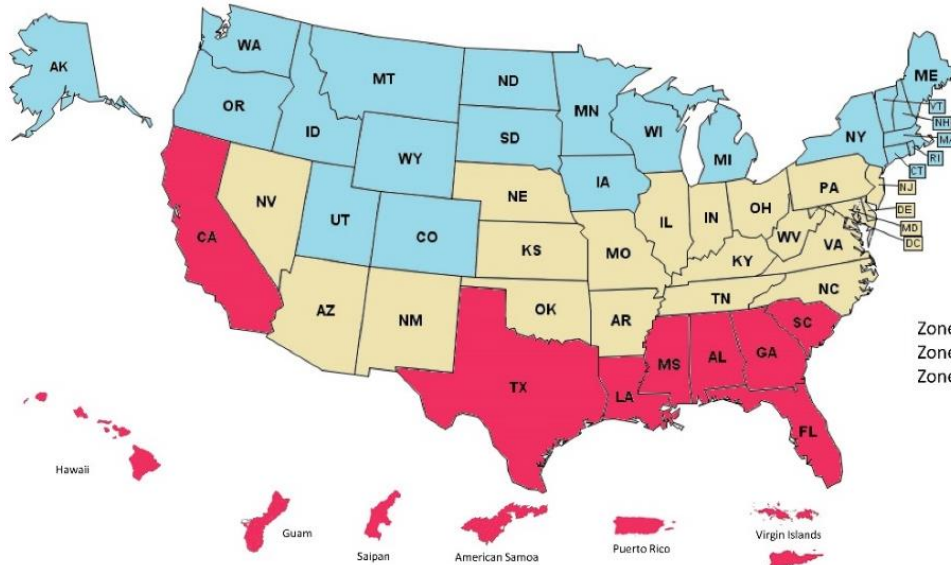 AK
WA
MT
ND
MN
ME
VT
NH
OR
ID
SD
WI
MI
NY
RI
CT
WY
IA
NE
PA
NJ
NV
UT
CO
IL
IN
OH
DE
MD
DC
CA
KS
MO
WV
VA
KY
AZ
NM
OK
AR
TN
NC
SC
Zone
Zone
Zone
TX
LA
MS
AL
GA
FL
Hawaii
Guam
Saipan
American Samoa
Puerto Rico
Virgin Islands